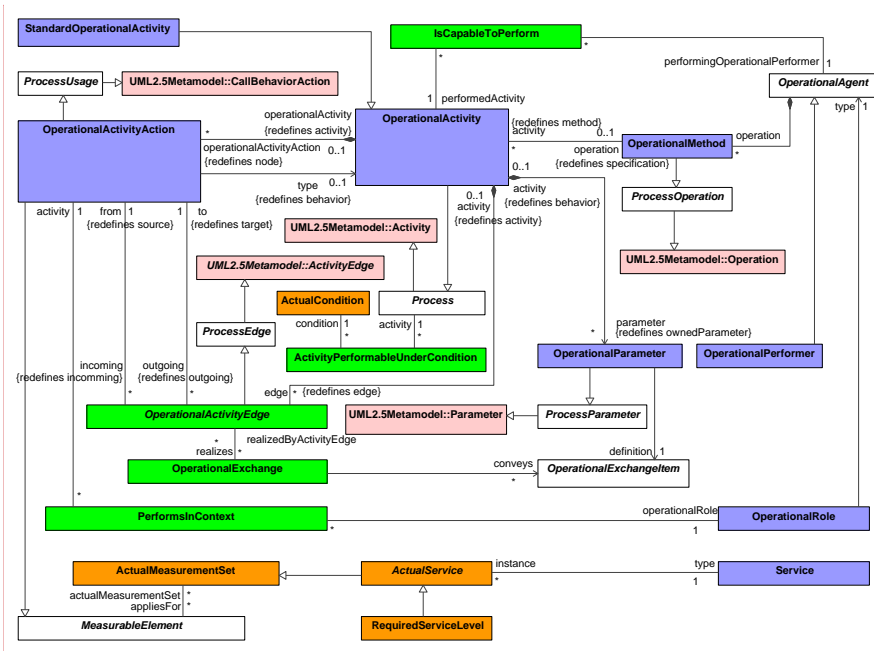 StandardOperationalActivity
IsCapableToPerform
*
*
performingOperationalPerformer
1
ProcessUsage
UML2.5Metamodel::CallBehaviorAction
OperationalAgent
1
performedActivity
type
1
operationalActivity
{redefines activity}
*
0..1
OperationalActivityAction
OperationalActivity
{redefines method}
activity
0..1
*
OperationalMethod
operation
*
operationalActivityAction
{redefines node}
operation
{redefines specification}
type
{redefines behavior}
0..1
0..1
activity
{redefines behavior}
0..1
activity
{redefines activity}
ProcessOperation
activity
1
from
1
{redefines source}
1
to
{redefines target}
UML2.5Metamodel::Activity
UML2.5Metamodel::Operation
UML2.5Metamodel::ActivityEdge
ActualCondition
Process
condition
1
*
activity
1
*
ProcessEdge
parameter
{redefines ownedParameter}
*
ActivityPerformableUnderCondition
OperationalParameter
OperationalPerformer
incoming
{redefines incomming}
*
outgoing
{redefines outgoing}
*
edge
*
{redefines edge}
OperationalActivityEdge
UML2.5Metamodel::Parameter
ProcessParameter
*
realizedByActivityEdge
realizes
*
definition
1
OperationalExchange
conveys
*
OperationalExchangeItem
*
PerformsInContext
*
operationalRole
1
OperationalRole
ActualMeasurementSet
ActualService
instance
*
type
1
Service
actualMeasurementSet
*
appliesFor
*
MeasurableElement
RequiredServiceLevel